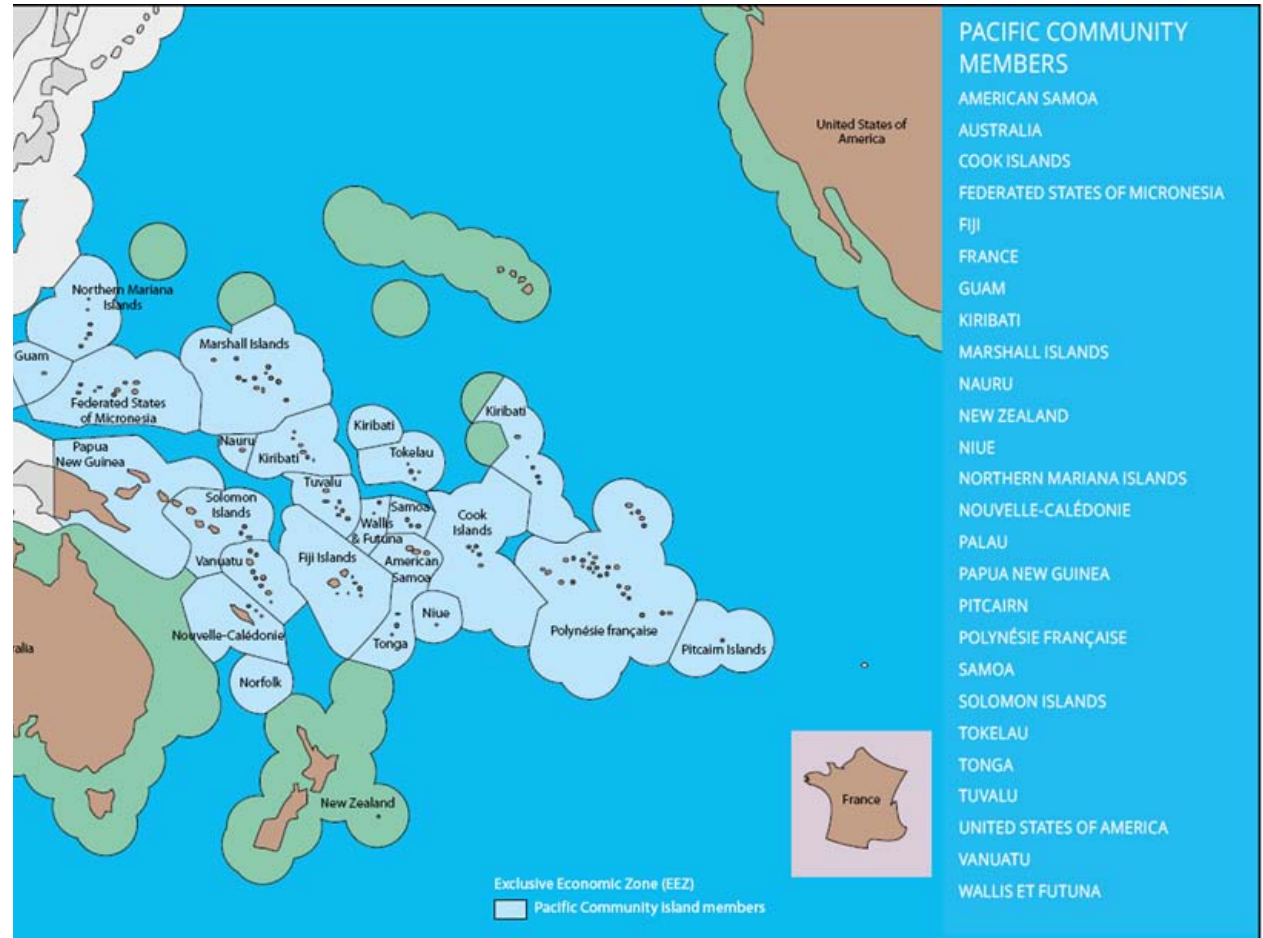 United States of
America
Northern Mariana
Islands
Guam
Marshall Islands
Federated States
of Micronesia
Kiribati
Kiribati
Nauru
Kiribati
Tokelau
Papua
New Guinea
Tuvalu
Solomon
Islands
Samoa
Wallis
& Futuna
Cook
Islands
Vanuatu
Fiji Islands
American
Samoa
Niue
Nouvelle-Calédonie
Tonga
Polynésie française
Pitcairn Islands
ralia
Norfolk
New Zealand
France
Exclusive Economic Zone (EEZ)
Pacific Community Island members
PACIFIC COMMUNITY
MEMBERS
AMERICAN SAMOA
AUSTRALIA
COOK ISLANDS
FEDERATED STATES OF MICRONESIA
FIJI
FRANCE
GUAM
KIRIBATI
MARSHALL ISLANDS
NAURU
NEW ZEALAND
NIUE
NORTHERN MARIANA ISLANDS
NOUVELLE-CALÉDONIE
PALAU
PAPUA NEW GUINEA
PITCAIRN
POLYNÉSIE FRANÇAISE
SAMOA
SOLOMON ISLANDS
TOKELAU
TONGA
TUVALU
UNITED STATES OF AMERICA
VANUATU
WALLIS ET FUTUNA